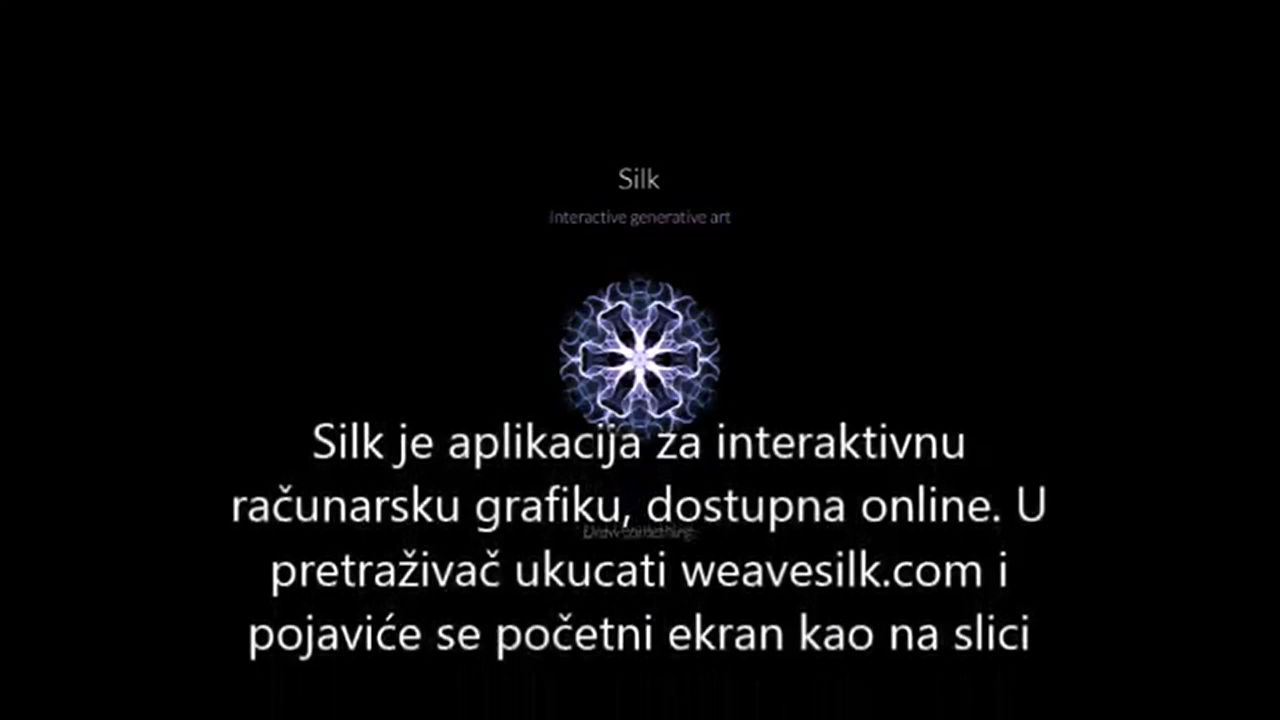 Silk
Interactive generative art
Silk je aplikacija za interaktivnu
računarsku grafiku, dostupna online. U
pretraživač ukucati weavesilk.com i
pojaviće se početni ekran kao na slici